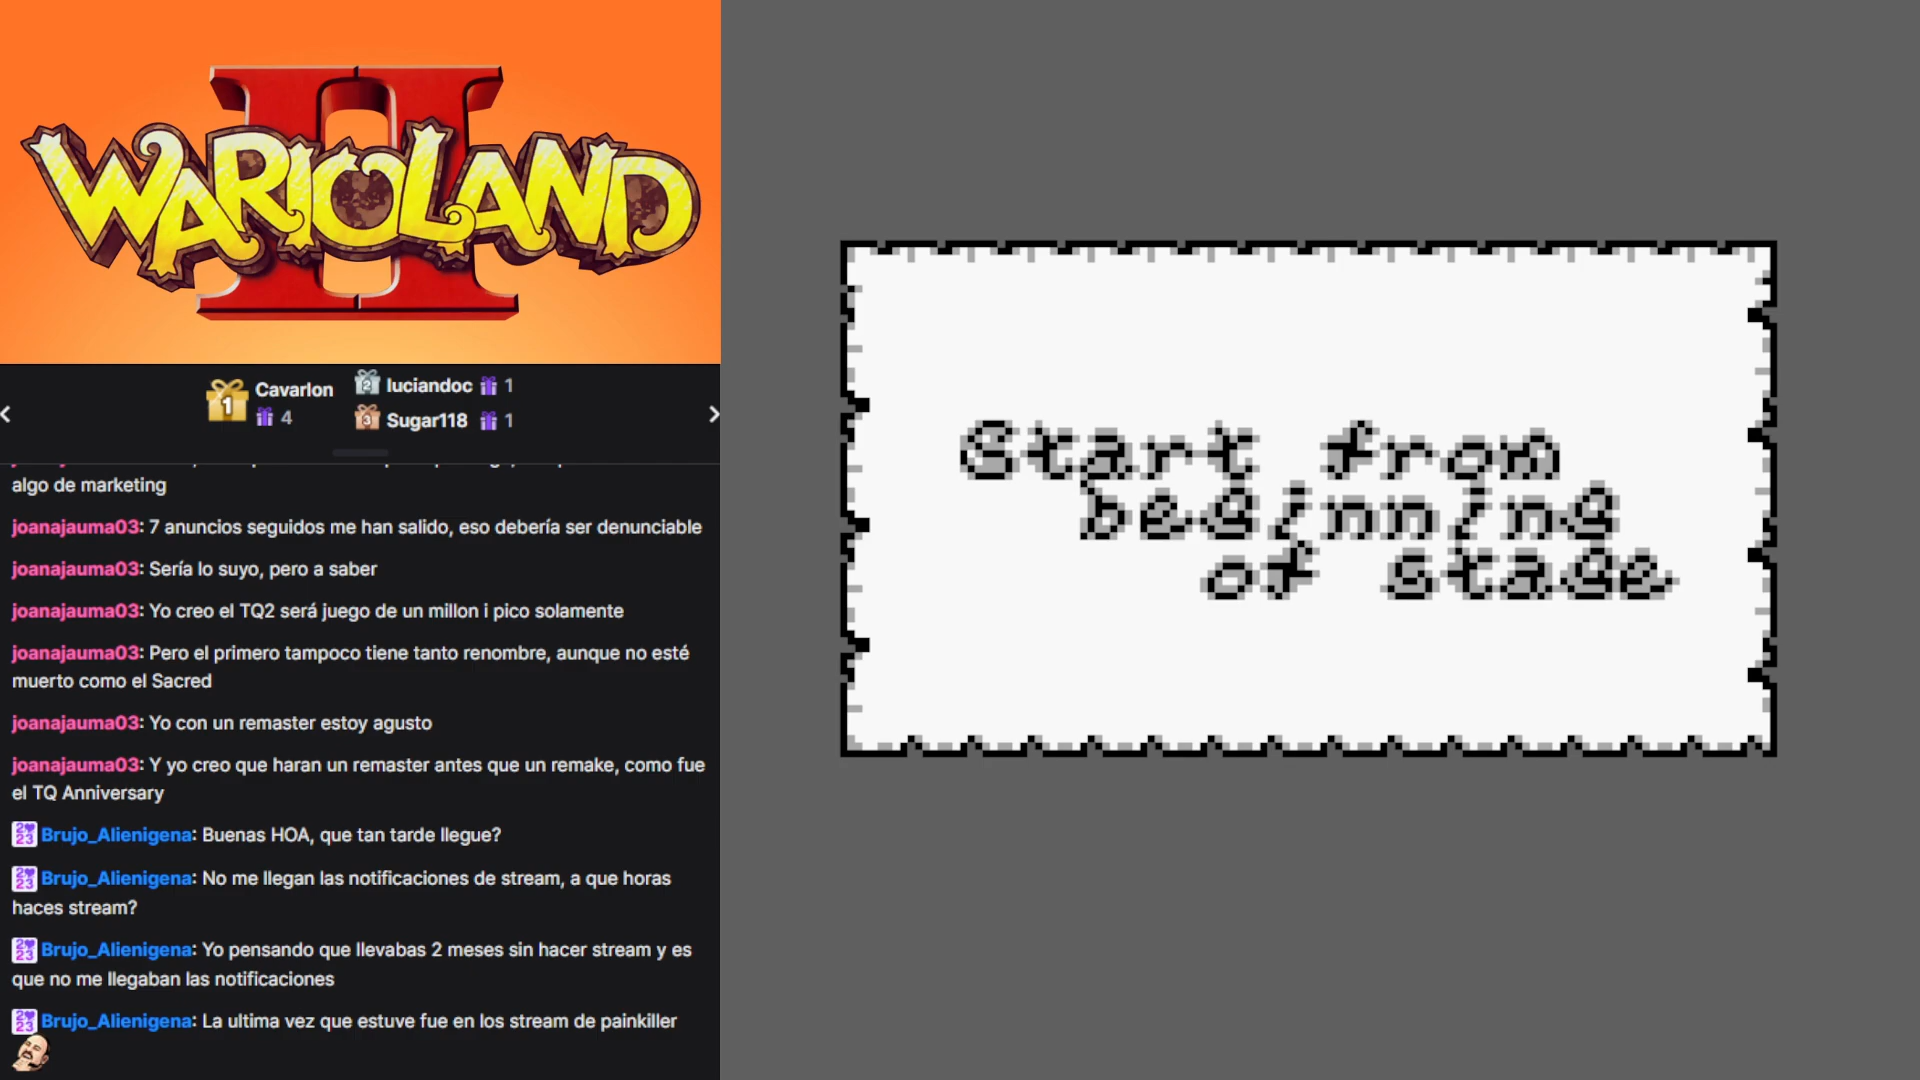 II
WARIOLAND
1 Cavarlon
4
2 luciandoc 1
3 Sugar118 1
algo de marketing
joanajauma03: 7 anuncios seguidos me han salido, eso debería ser denunciable
joanajauma03: Sería lo suyo, pero a saber
joanajauma03: Yo creo el TQ2 será juego de un millon i pico solamente
joanajauma03: Pero el primero tampoco tiene tanto renombre, aunque no esté
muerto como el Sacred
joanajauma03: Yo con un remaster estoy agusto
joanajauma03: Y yo creo que haran un remaster antes que un remake, como fue
el TQ Anniversary
Brujo_Alienigena: Buenas HOA, que tan tarde llegue?
Brujo_Alienigena: No me llegan las notificaciones de stream, a que horas
haces stream?
Brujo_Alienigena: Yo pensando que llevabas 2 meses sin hacer stream y es
que no me llegaban las notificaciones
Brujo_Alienigena: La ultima vez que estuve fue en los stream de painkiller
Start from
beginning
of stage